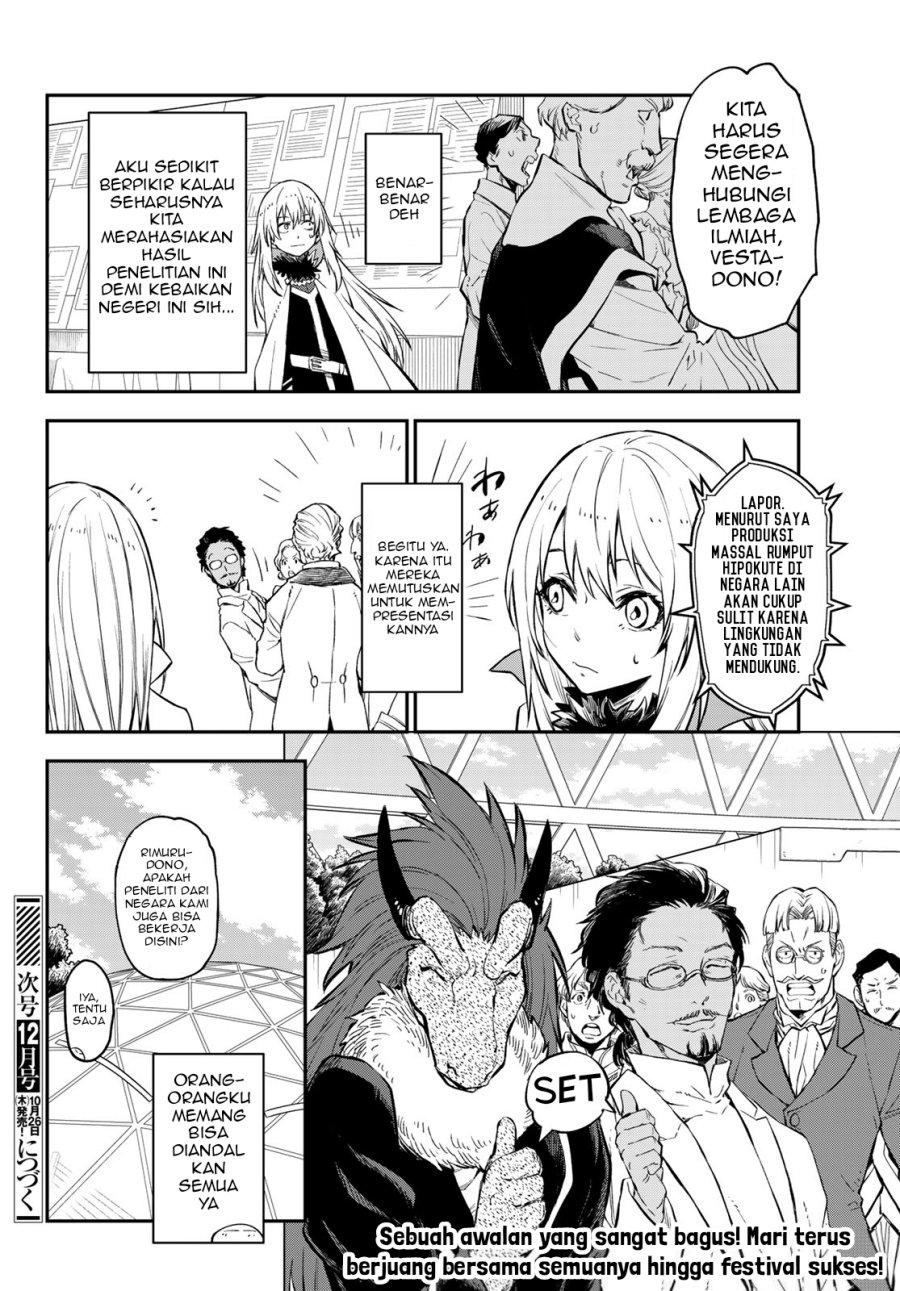 KITA
HARUS
SEGERA
MENG-
HUBUNGI
LEMBAGA
ILMIAH,
VESTA-
DONO!
BENAR-
BENAR
DEH
AKU SEDIKIT
BERPIKIR KALAU
SEHARUSNYA
KITA
MERAHASIAKAN
HASIL
PENELITIAN INI
DEMI KEBAIKAN
NEGERI INI SIH...
LAPOR.
MENURUT SAYA
PRODUKSI
MASSAL RUMPUT
HIPOKUTE DI
NEGARA LAIN
AKAN CUKUP
SULIT KARENA
LINGKUNGAN
YANG TIDAK
MENDUKUNG.
わぁわぁ
BEGITU YA.
KARENA ITU
MEREKA
MEMUTUSKAN
UNTUK MEM-
PRESENTASI
KANNYA
SET
RIMURU-
DONO,
APAKAH
PENELITI DARI
NEGARA KAMI
JUGA BISA
BEKERJA
DISINI?
IYA,
TENTU
SAJA
ORANG-
ORANGKU
MEMANG
BISA
DIANDAL
KAN
SEMUA
YA
Sebuah awalan yang sangat bagus! Mari terus
berjuang bersama semuanya hingga festival sukses!
次号12月号10月26日(木)発売!につづく